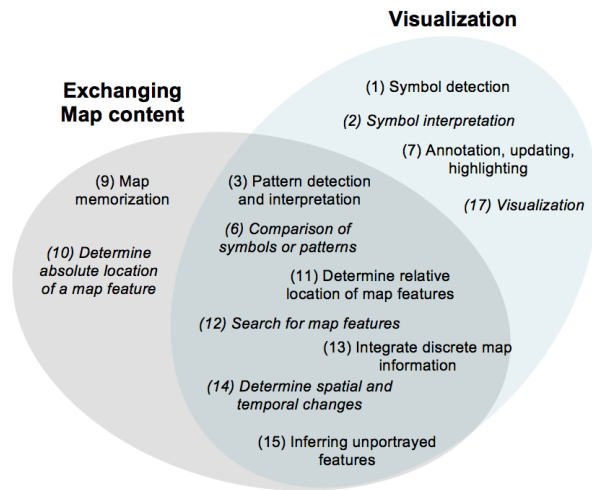 Visualization
Exchanging
Map content
(1) Symbol detection
(2) Symbol interpretation
(7) Annotation, updating,
highlighting
(17) Visualization
(9) Map
memorization
(10) Determine
absolute location
of a map feature
(3) Pattern detection
and interpretation
(6) Comparison of
symbols or patterns
(11) Determine relative
location of map features
(12) Search for map features
(13) Integrate discrete map
information
(14) Determine spatial and
temporal changes
(15) Inferring unportrayed
features